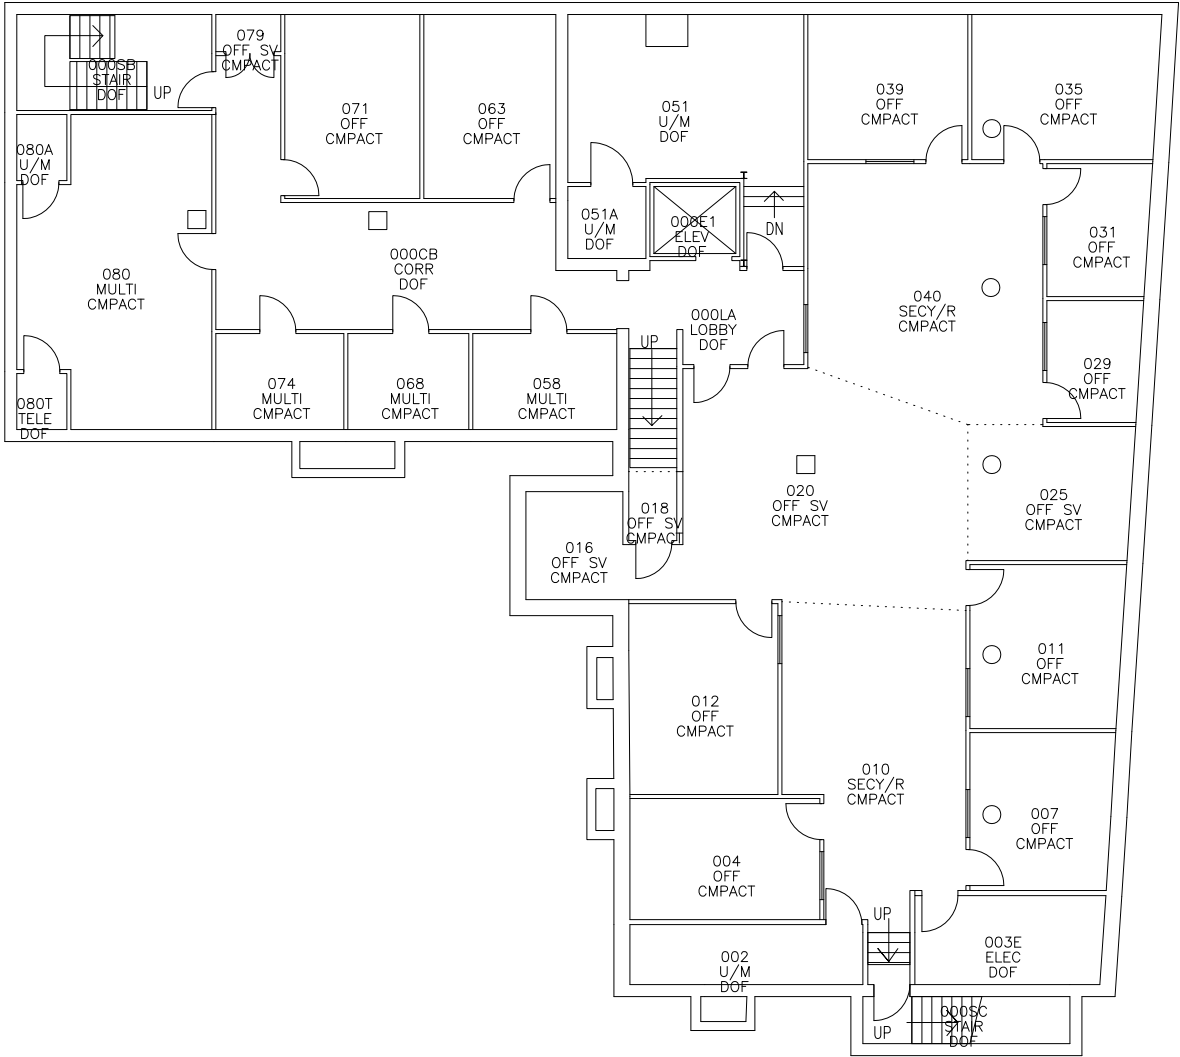 079
OFF SV
CMPACT
000SB
STAIR
DOF
UP
071
OFF
CMPACT
063
OFF
CMPACT
051
U/M
DOF
039
OFF
CMPACT
035
OFF
CMPACT
080A
U/M
DOF
051A
U/M
DOF
000E1
ELEV
DOF
DN
031
OFF
CMPACT
080
MULTI
CMPACT
000CB
CORR
DOF
040
SECY/R
CMPACT
000LA
LOBBY
DOF
UP
029
OFF
CMPACT
080T
TELE
DOF
074
MULTI
CMPACT
068
MULTI
CMPACT
058
MULTI
CMPACT
020
OFF SV
CMPACT
025
OFF SV
CMPACT
018
OFF SV
CMPACT
016
OFF SV
CMPACT
011
OFF
CMPACT
012
OFF
CMPACT
010
SECY/R
CMPACT
007
OFF
CMPACT
004
OFF
CMPACT
UP
002
U/M
DOF
003E
ELEC
DOF
000SC
STAIR
DOF
UP